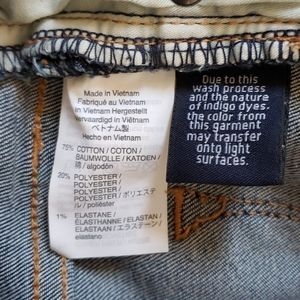 Made in Vietnam
Fabriqué au Vietnam
In Vietnam Hergestellt
Vervaardigd in Viëtnam
ベトナム製
Hecho en Vietnam
75% COTTON / COTON /
BAUMWOLLE / KATOEN /
綿 / algodón
20% POLYESTER /
POLYESTER /
POLYESTER /
POLYESTER / ポリエステ
ル / poliéster
1% ELASTANE /
ÉLASTHANNE / ELASTAN /
ELASTAAN / エラステーン /
elastano
Due to this
wash process
and the nature
of indigo dyes,
the color from
this garment
may transfer
onto light
surfaces.